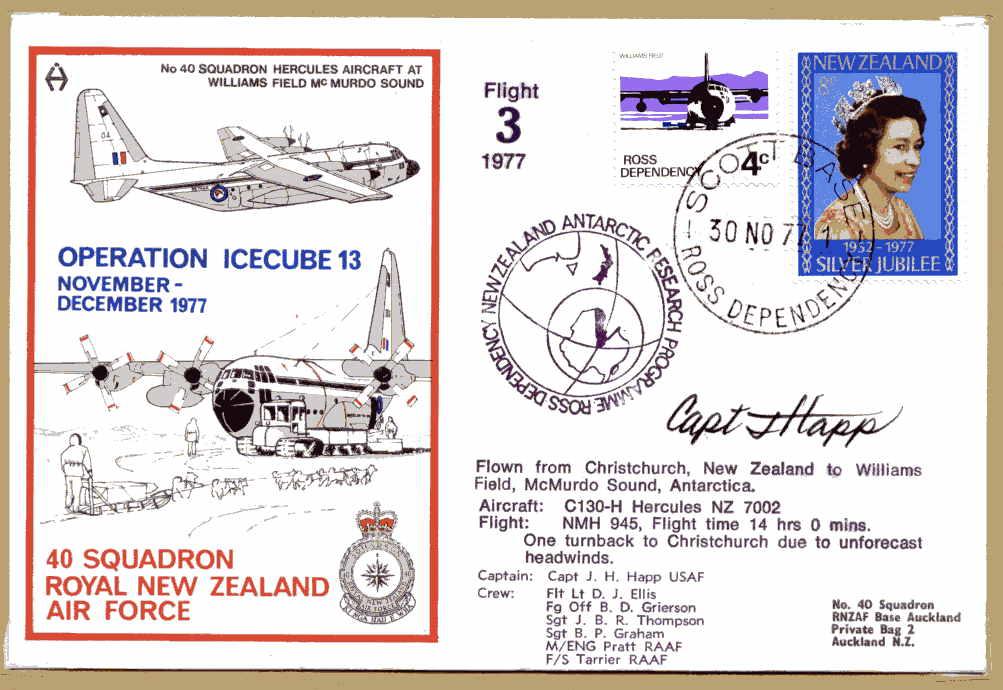 No 40 SQUADRON HERCULES AIRCRAFT AT
WILLIAMS FIELD McMURDO SOUND
04
OPERATION ICECUBE 13
NOVEMBER -
DECEMBER 1977
40 SQUADRON
ROYAL NEW ZEALAND
AIR FORCE
Flight
3
1977
WILLIAMS FIELD
ROSS
DEPENDENCY
4c
NEW ZEALAND
8c
1952-1977
SILVER JUBILEE
SCOTT BASE
30 NO 77 1
- ROSS DEPENDENCY
NEW ZEALAND ANTARCTIC RESEARCH PROGRAMME ROSS DEPENDENCY
Capt J Happ
Flown from Christchurch, New Zealand to Williams
Field, McMurdo Sound, Antarctica.
Aircraft: C130-H Hercules NZ 7002
Flight: NMH 945, Flight time 14 hrs 0 mins.
One turnback to Christchurch due to unforecast
headwinds.
Captain: Capt J. H. Happ USAF
Crew: Flt Lt D. J. Ellis
Fg Off B. D. Grierson
Sgt J. B. R. Thompson
Sgt B. P. Graham
M/ENG Pratt RAAF
F/S Tarrier RAAF
No. 40 Squadron
RNZAF Base Auckland
Private Bag 2
Auckland N.Z.